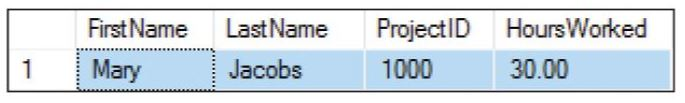 FirstName LastName ProjectID HoursWorked
1 Mary Jacobs 1000 30.00